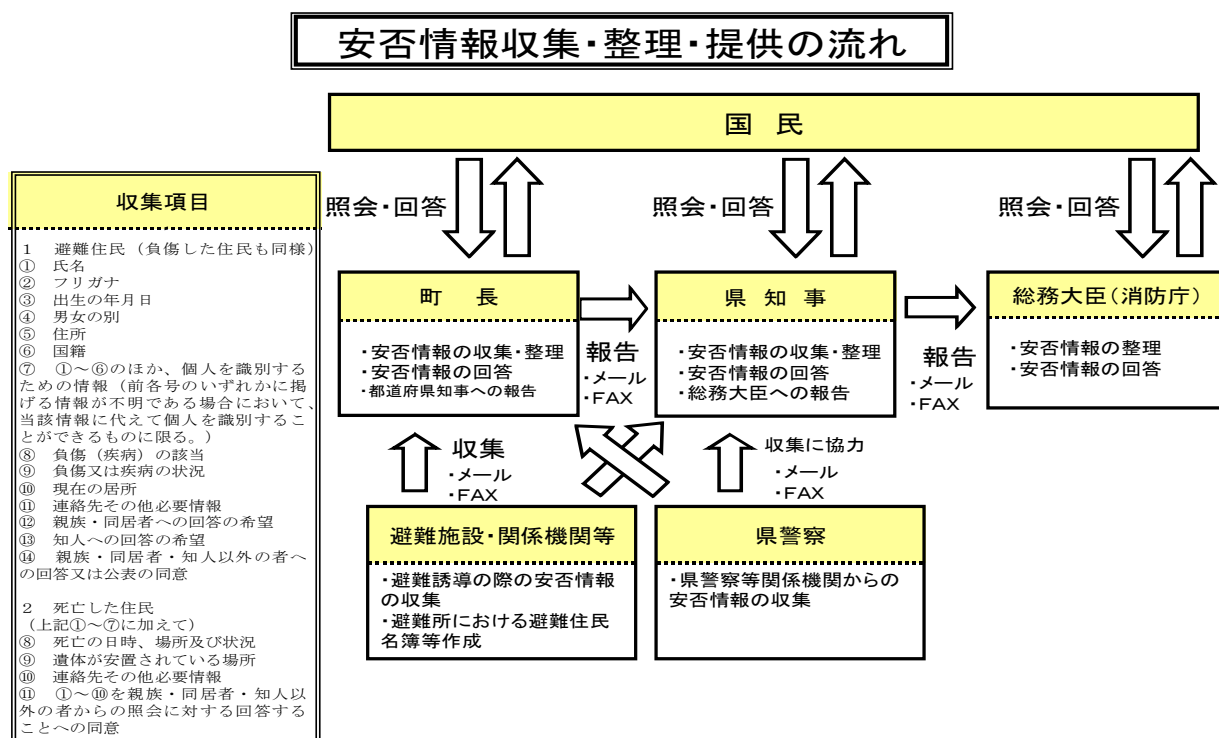 安否情報収集・整理・提供の流れ
国 民
照会・回答
照会・回答
照会・回答
収集項目
1 避難住民（負傷した住民も同様）
① 氏名
② フリガナ
③ 出生の年月日
④ 男女の別
⑤ 住所
⑥ 国籍
⑦ ①～⑥のほか、個人を識別する
ための情報（前各号のいずれかに掲
げる情報が不明である場合において、
当該情報に代えて個人を識別するこ
とができるものに限る。）
⑧ 負傷（疾病）の該当
⑨ 負傷又は疾病の状況
⑩ 現在の居所
⑪ 連絡先その他必要情報
⑫ 親族・同居者への回答の希望
⑬ 知人への回答の希望
⑭ 親族・同居者・知人以外の者へ
の回答又は公表の同意
2 死亡した住民
（上記①～⑦に加えて）
⑧ 死亡の日時、場所及び状況
⑨ 遺体が安置されている場所
⑩ 連絡先その他必要情報
⑪ ①～⑩を親族・同居者・知人以
外の者からの照会に対する回答する
ことへの同意
町 長
・安否情報の収集・整理
・安否情報の回答
・都道府県知事への報告
報告
・メール
・FAX
県 知 事
・安否情報の収集・整理
・安否情報の回答
・総務大臣への報告
報告
・メール
・FAX
総務大臣（消防庁）
・安否情報の整理
・安否情報の回答
収集
・メール
・FAX
収集に協力
・メール
・FAX
避難施設・関係機関等
・避難誘導の際の安否情報
の収集
・避難所における避難住民
名簿等作成
県警察
・県警察等関係機関からの
安否情報の収集